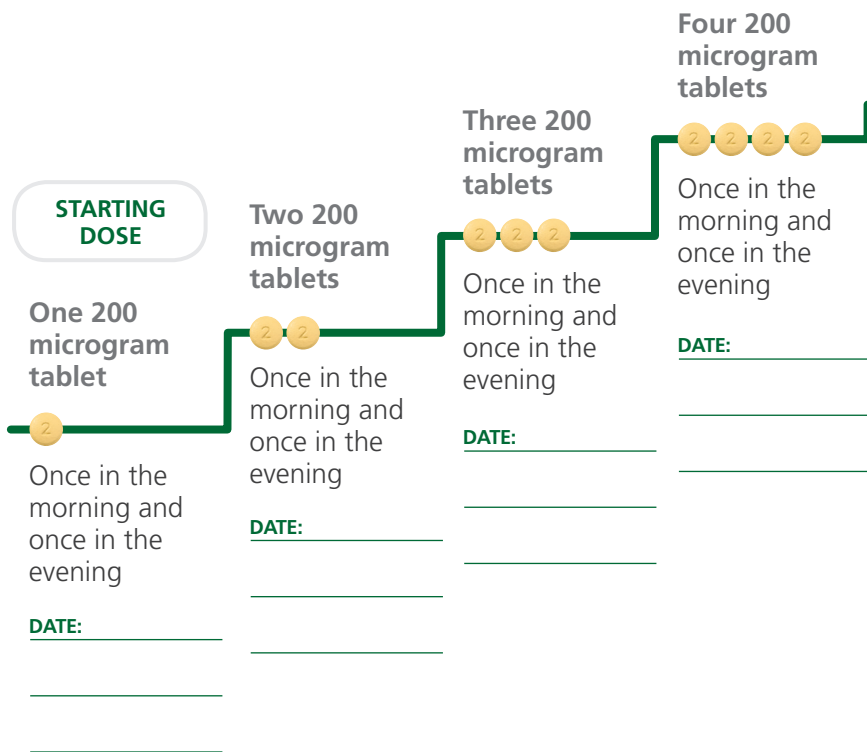 STARTING
DOSE
One 200
microgram
tablet
2
Once in the
morning and
once in the
evening
DATE:
Two 200
microgram
tablets
2 2
Once in the
morning and
once in the
evening
DATE:
Three 200
microgram
tablets
2 2 2
Once in the
morning and
once in the
evening
DATE:
Four 200
microgram
tablets
2 2 2 2
Once in the
morning and
once in the
evening
DATE: